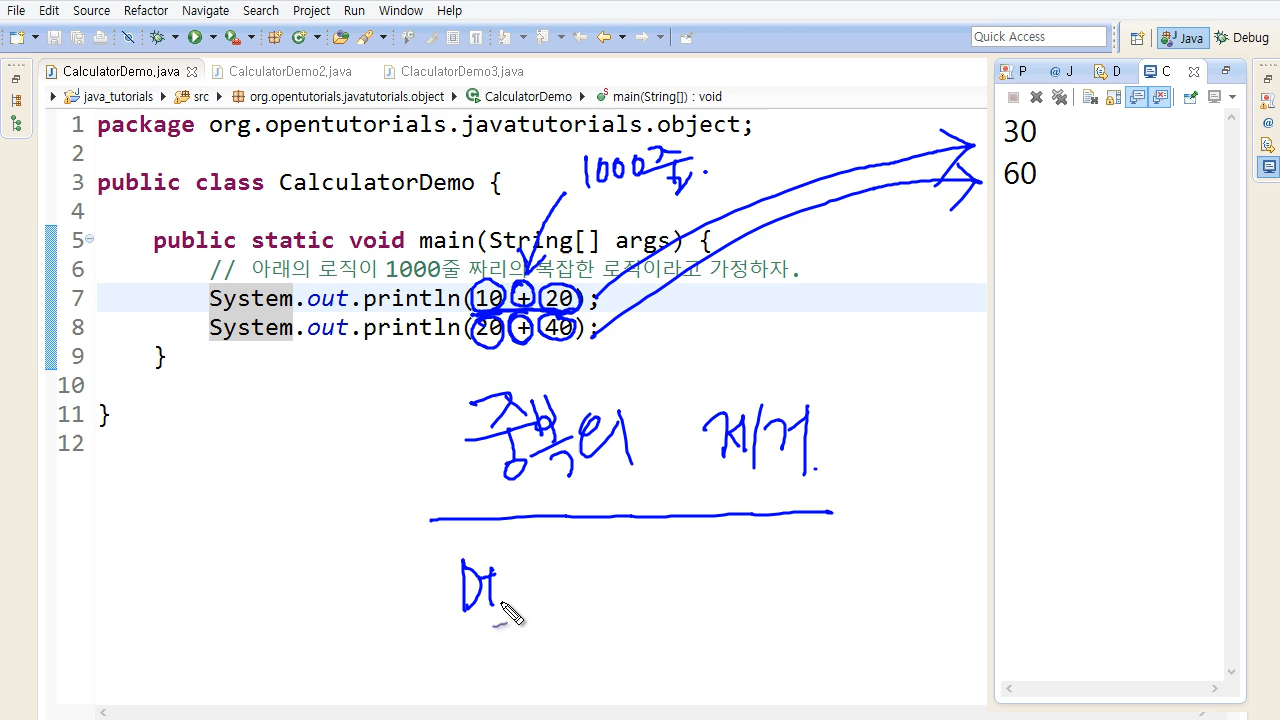 File Edit Source Refactor Navigate Search Project Run Window Help
Quick Access
Java
Debug
CalculatorDemo.java
CalculatorDemo2.java
ClaculatorDemo3.java
P
@ J
D
C
java_tutorials
src
org.opentutorials.javatutorials.object
CalculatorDemo
main(String[]) : void
1 package org.opentutorials.javatutorials.object;
2
3 public class CalculatorDemo {
4
5 public static void main(String[] args) {
6 // 아래의 로직이 1000줄 짜리의 복잡한 로직이라고 가정하자.
7 System.out.println(10 + 20);
8 System.out.println(20 + 40);
9 }
10
11 }
12
30
60
1000줄.
중복의 제거.